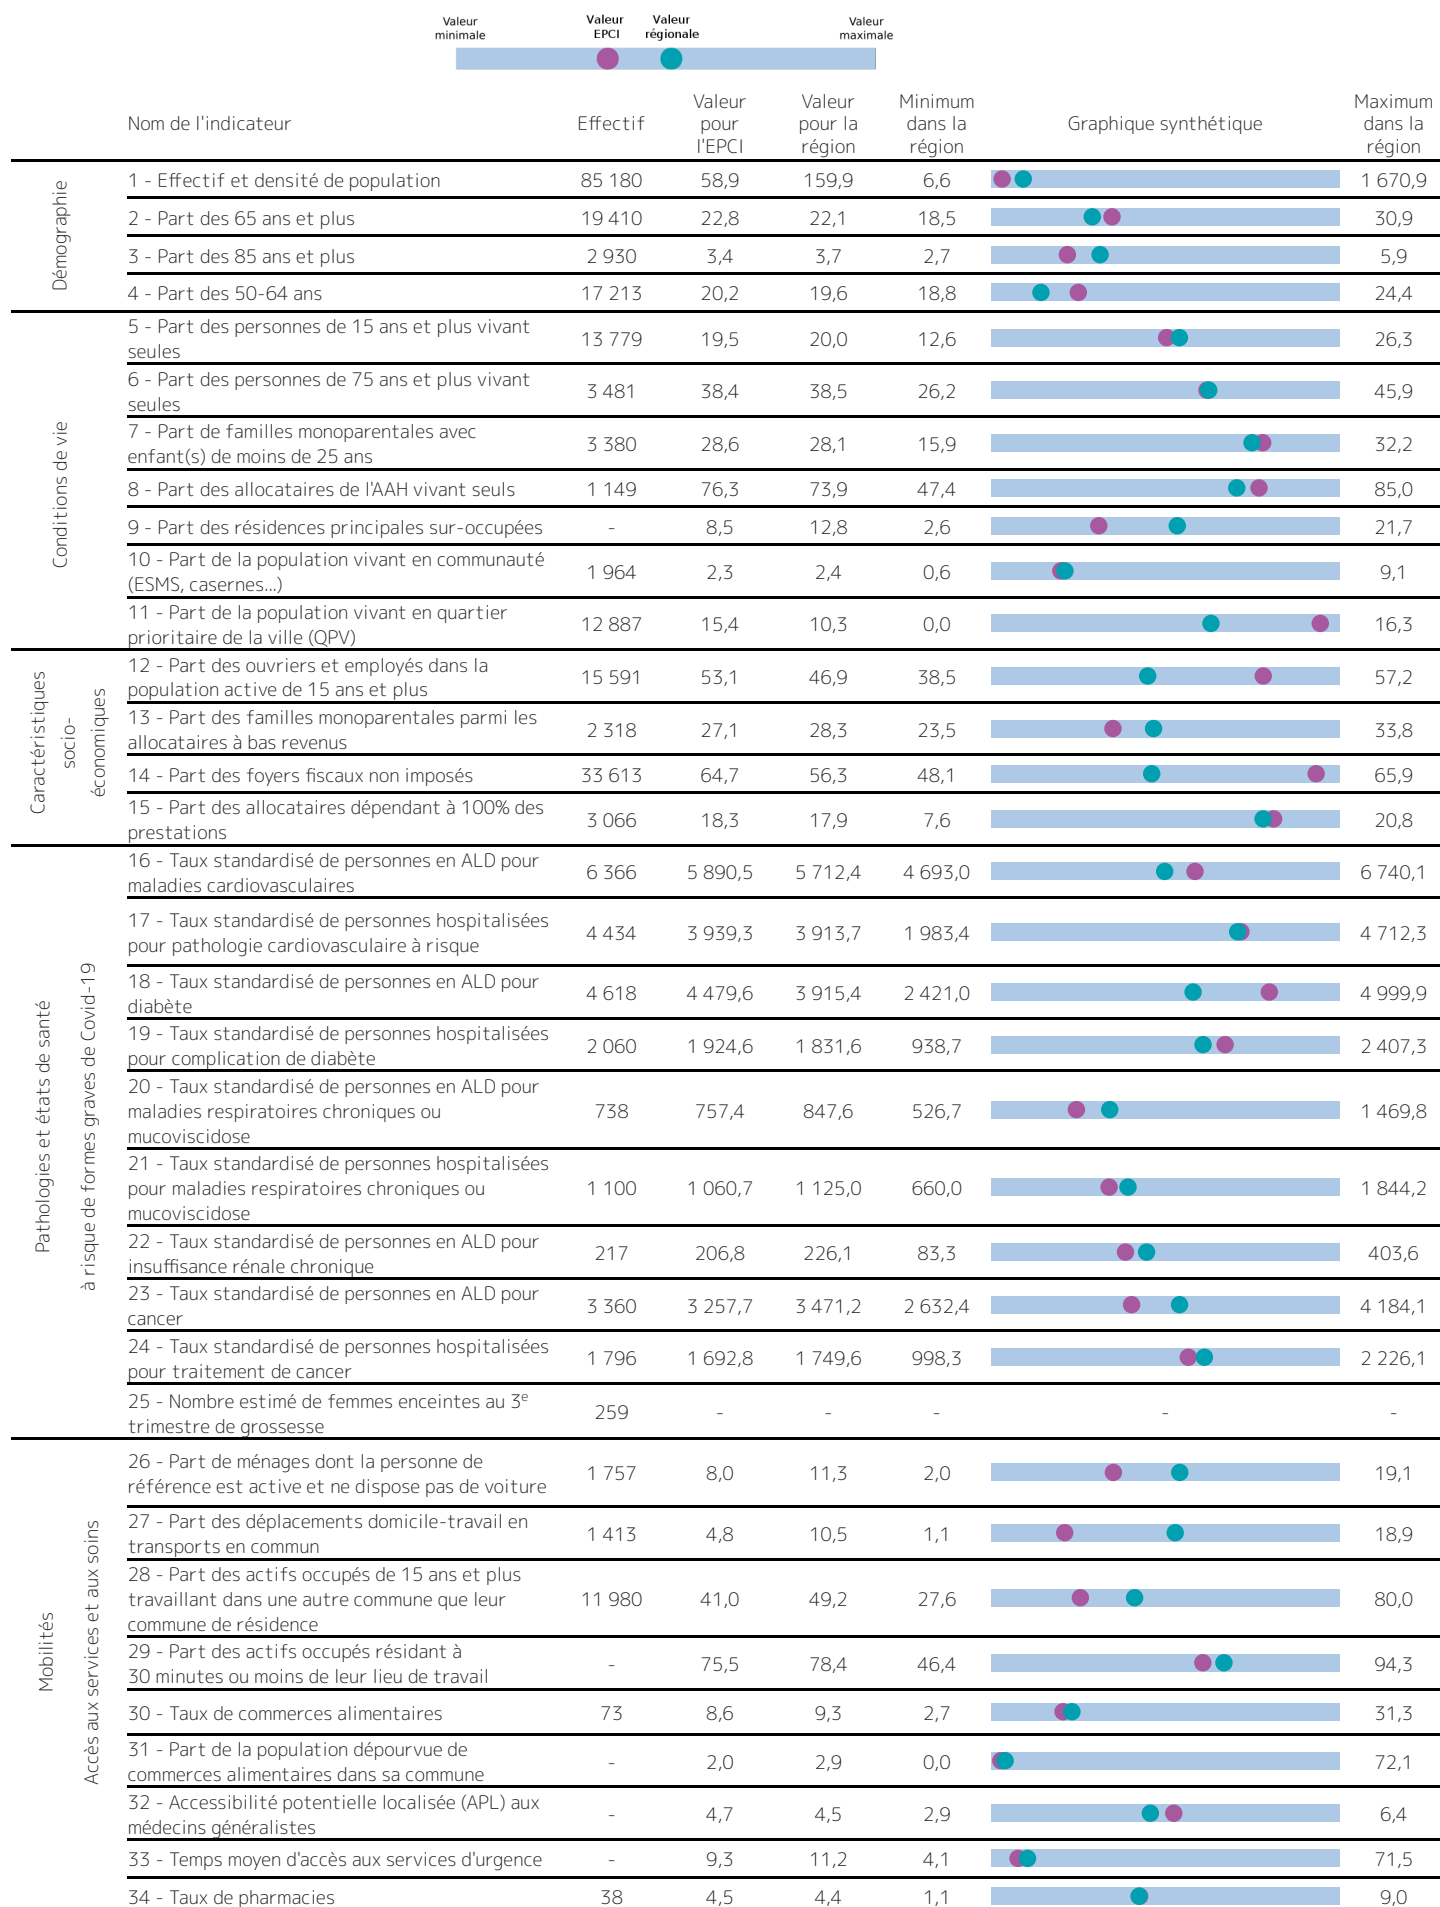 Valeur minimale
Valeur EPCI
Valeur régionale
Valeur maximale
Nom de l'indicateur
Effectif
Valeur pour l'EPCI
Valeur pour la région
Minimum dans la région
Graphique synthétique
Maximum dans la région
Démographie
1 - Effectif et densité de population 85 180 58,9 159,9 6,6 1 670,9
2 - Part des 65 ans et plus 19 410 22,8 22,1 18,5 30,9
3 - Part des 85 ans et plus 2 930 3,4 3,7 2,7 5,9
4 - Part des 50-64 ans 17 213 20,2 19,6 18,8 24,4
Conditions de vie
5 - Part des personnes de 15 ans et plus vivant
seules 13 779 19,5 20,0 12,6 26,3
6 - Part des personnes de 75 ans et plus vivant
seules 3 481 38,4 38,5 26,2 45,9
7 - Part de familles monoparentales avec
enfant(s) de moins de 25 ans 3 380 28,6 28,1 15,9 32,2
8 - Part des allocataires de l'AAH vivant seuls 1 149 76,3 73,9 47,4 85,0
9 - Part des résidences principales sur-occupées - 8,5 12,8 2,6 21,7
10 - Part de la population vivant en communauté
(ESMS, casernes...) 1 964 2,3 2,4 0,6 9,1
11 - Part de la population vivant en quartier
prioritaire de la ville (QPV) 12 887 15,4 10,3 0,0 16,3
Caractéristiques
socio-
économiques
12 - Part des ouvriers et employés dans la
population active de 15 ans et plus 15 591 53,1 46,9 38,5 57,2
13 - Part des familles monoparentales parmi les
allocataires à bas revenus 2 318 27,1 28,3 23,5 33,8
14 - Part des foyers fiscaux non imposés 33 613 64,7 56,3 48,1 65,9
15 - Part des allocataires dépendant à 100% des
prestations 3 066 18,3 17,9 7,6 20,8
Pathologies et états de santé
à risque de formes graves de Covid-19
16 - Taux standardisé de personnes en ALD pour
maladies cardiovasculaires 6 366 5 890,5 5 712,4 4 693,0 6 740,1
17 - Taux standardisé de personnes hospitalisées
pour pathologie cardiovasculaire à risque 4 434 3 939,3 3 913,7 1 983,4 4 712,3
18 - Taux standardisé de personnes en ALD pour
diabète 4 618 4 479,6 3 915,4 2 421,0 4 999,9
19 - Taux standardisé de personnes hospitalisées
pour complication de diabète 2 060 1 924,6 1 831,6 938,7 2 407,3
20 - Taux standardisé de personnes en ALD pour
maladies respiratoires chroniques ou 738 757,4 847,6 526,7 1 469,8
mucoviscidose
21 - Taux standardisé de personnes hospitalisées
pour maladies respiratoires chroniques ou 1 100 1 060,7 1 125,0 660,0 1 844,2
mucoviscidose
22 - Taux standardisé de personnes en ALD pour
insuffisance rénale chronique 217 206,8 226,1 83,3 403,6
23 - Taux standardisé de personnes en ALD pour
cancer 3 360 3 257,7 3 471,2 2 632,4 4 184,1
24 - Taux standardisé de personnes hospitalisées
pour traitement de cancer 1 796 1 692,8 1 749,6 998,3 2 226,1
25 - Nombre estimé de femmes enceintes au 3e
trimestre de grossesse 259 - - - - -
Mobilités
Accès aux services et aux soins
26 - Part de ménages dont la personne de
référence est active et ne dispose pas de voiture 1 757 8,0 11,3 2,0 19,1
27 - Part des déplacements domicile-travail en
transports en commun 1 413 4,8 10,5 1,1 18,9
28 - Part des actifs occupés de 15 ans et plus
travaillant dans une autre commune que leur 11 980 41,0 49,2 27,6 80,0
commune de résidence
29 - Part des actifs occupés résidant à
30 minutes ou moins de leur lieu de travail - 75,5 78,4 46,4 94,3
30 - Taux de commerces alimentaires 73 8,6 9,3 2,7 31,3
31 - Part de la population dépourvue de
commerces alimentaires dans sa commune - 2,0 2,9 0,0 72,1
32 - Accessibilité potentielle localisée (APL) aux
médecins généralistes - 4,7 4,5 2,9 6,4
33 - Temps moyen d'accès aux services d'urgence - 9,3 11,2 4,1 71,5
34 - Taux de pharmacies 38 4,5 4,4 1,1 9,0